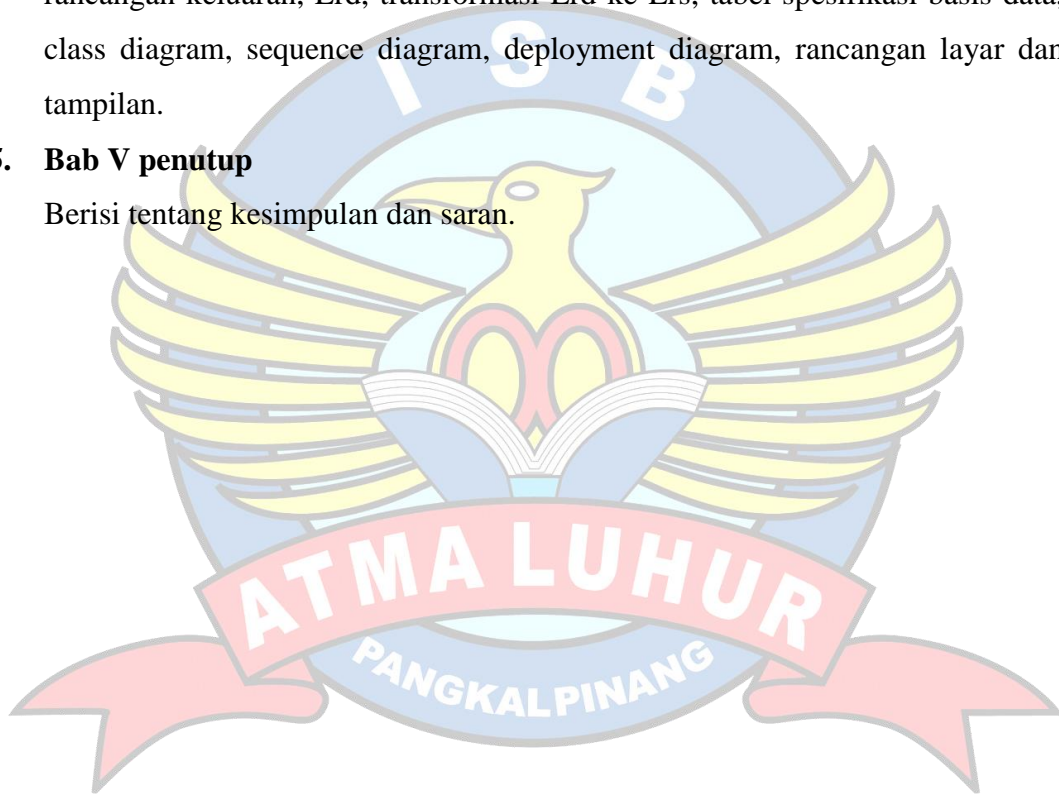 rancangan keluaran, Erd, transformasi Erd ke Lrs, tabel spesifikasi basis data,
class diagram, sequence diagram, deployment diagram, rancangan layar dan
tampilan.
5. Bab V penutup
Berisi tentang kesimpulan dan saran.
I S B
ATMA LUHUR
PANGKALPINANG